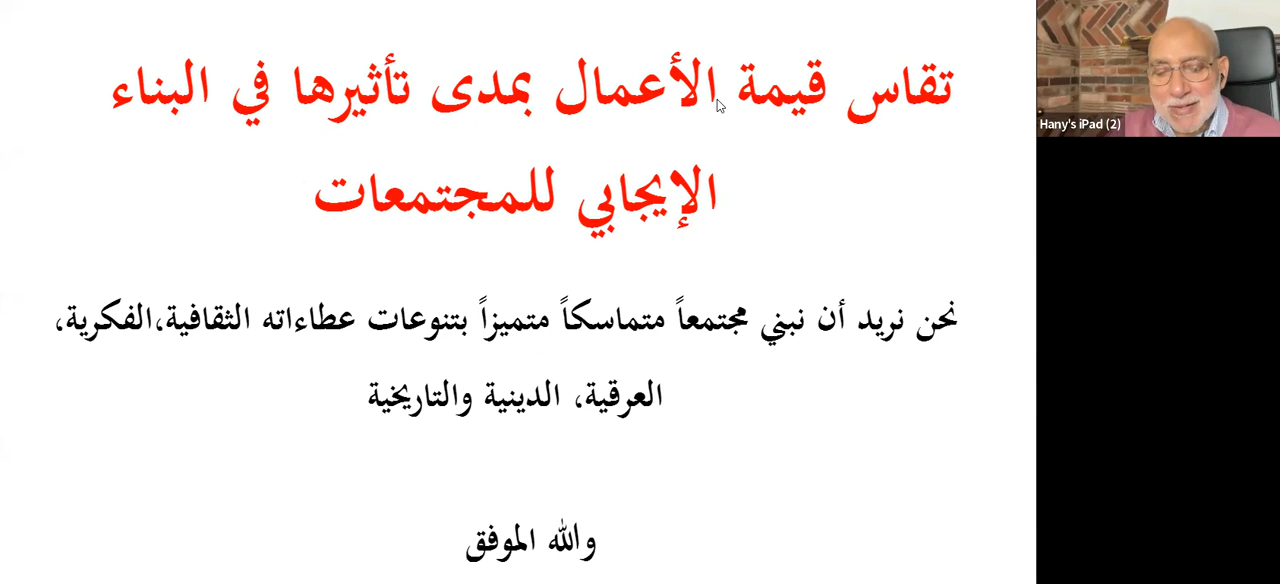 تقاس قيمة الأعمال بمدى تأثيرها في البناء
الإيجابي للمجتمعات
نحن نريد أن نبني مجتمعاً متماسكاً متميزاً بتنوعات عطاءاته الثقافية،الفكرية،
العرقية، الدينية والتاريخية
والله الموفق
Hany's iPad (2)